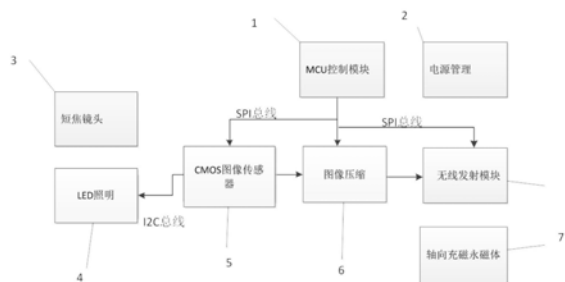 1
2
3
MCU控制模块
电源管理
短焦镜头
SPI总线
SPI总线
CMOS图像传感
器
图像压缩
无线发射模块
LED照明
I2C总线
4
5
6
7
轴向充磁永磁体